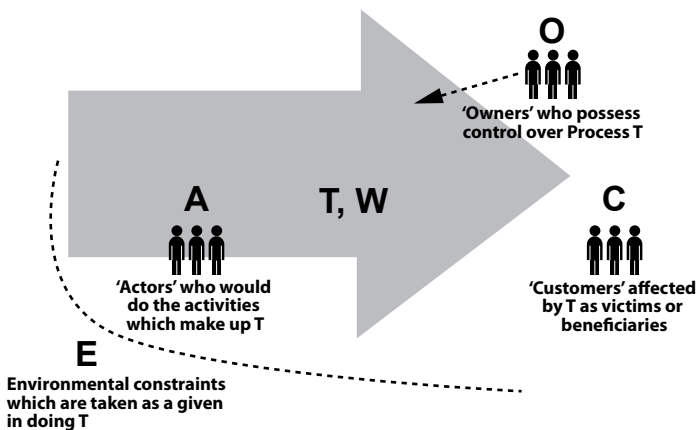 O
‘Owners’ who possess
control over Process T
A
T, W
C
‘Actors’ who would
do the activities
which make up T
‘Customers’ affected
by T as victims or
beneficiaries
E
Environmental constraints
which are taken as a given
in doing T